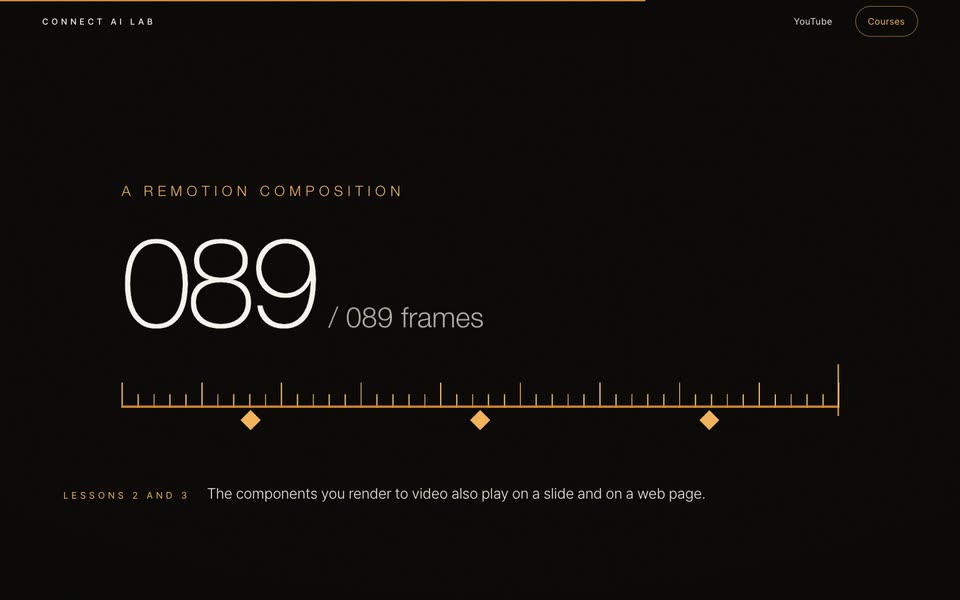 CONNECT AI LAB
YouTube
Courses
A REMOTION COMPOSITION
089 / 089 frames
LESSONS 2 AND 3
The components you render to video also play on a slide and on a web page.